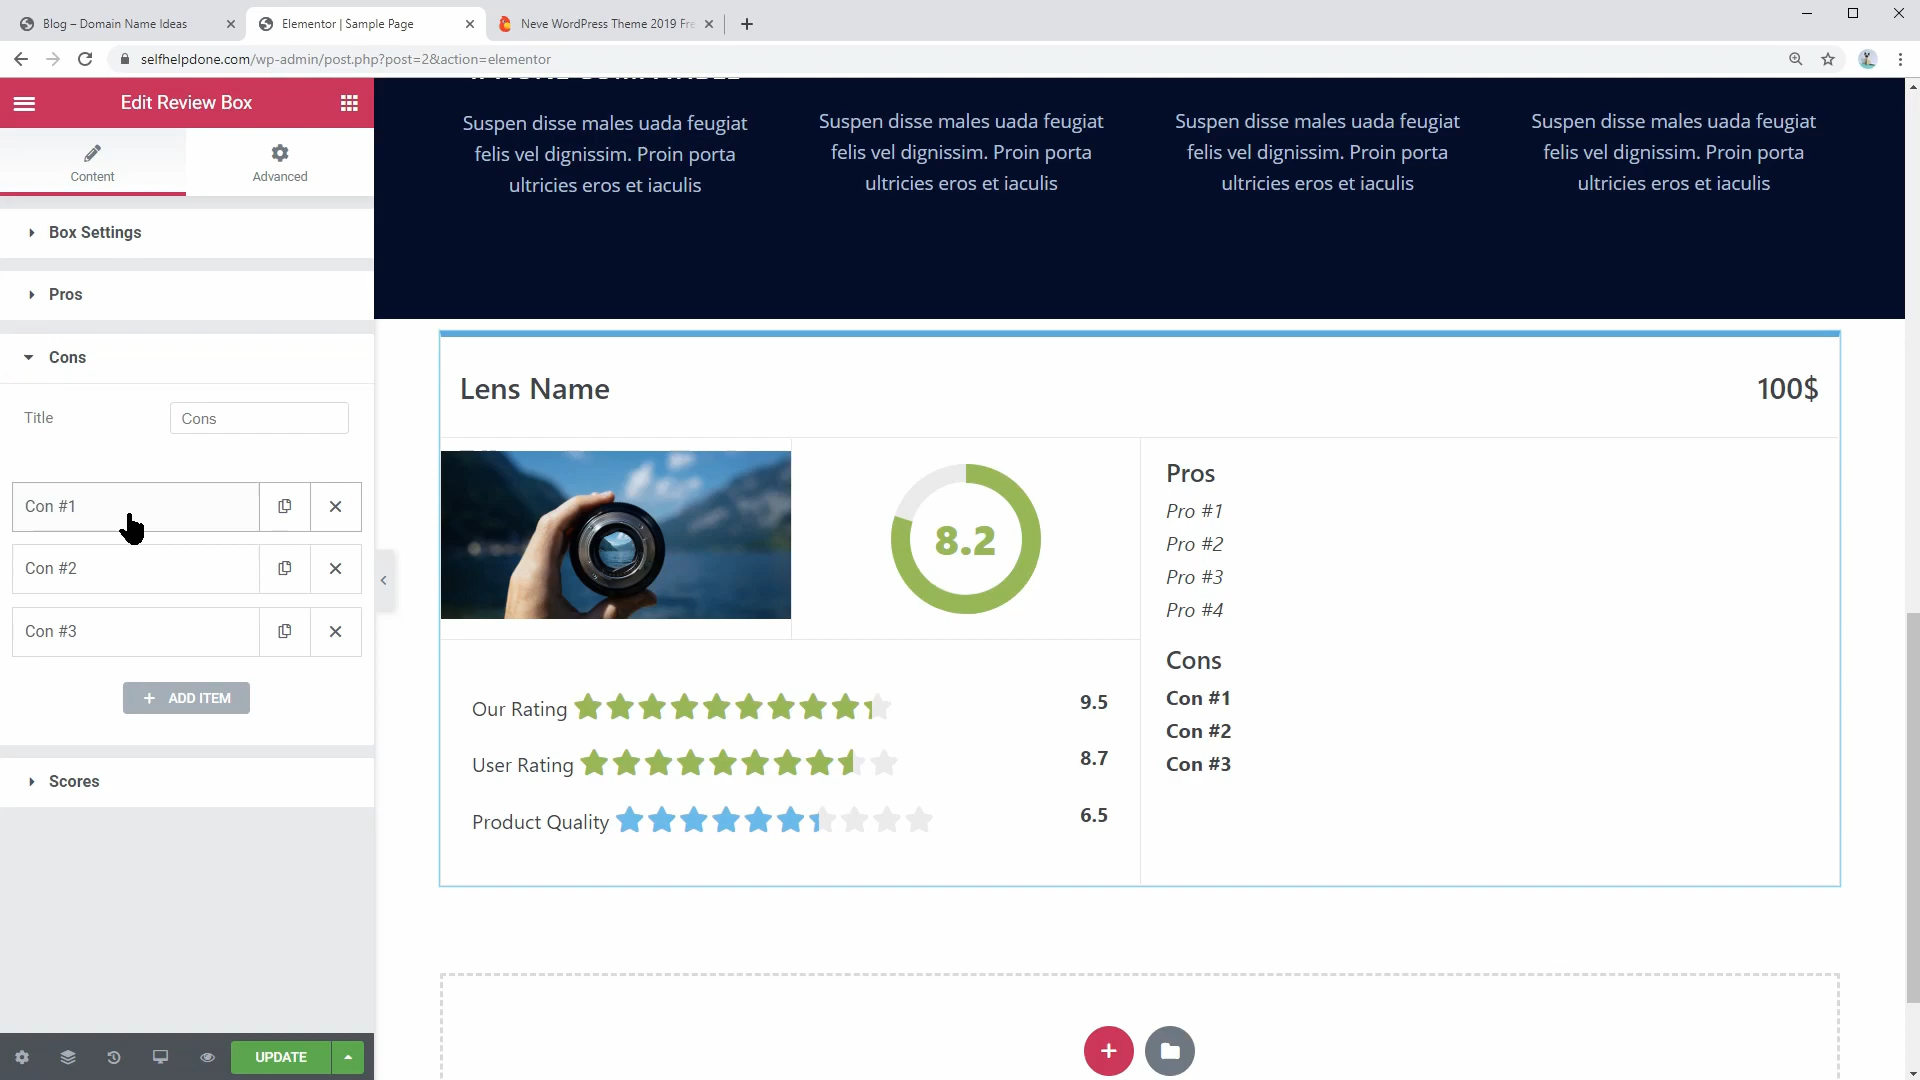 Blog – Domain Name Ideas
Elementor | Sample Page
Neve WordPress Theme 2019 Fre
selfhelpdone.com/wp-admin/post.php?post=2&action=elementor
Edit Review Box
Content
Advanced
Box Settings
Pros
Cons
Title
Cons
Con #1
Con #2
Con #3
+ ADD ITEM
Scores
UPDATE
Suspen disse males uada feugiat
felis vel dignissim. Proin porta
ultricies eros et iaculis
Suspen disse males uada feugiat
felis vel dignissim. Proin porta
ultricies eros et iaculis
Suspen disse males uada feugiat
felis vel dignissim. Proin porta
ultricies eros et iaculis
Suspen disse males uada feugiat
felis vel dignissim. Proin porta
ultricies eros et iaculis
Lens Name
100$
8.2
Our Rating
9.5
User Rating
8.7
Product Quality
6.5
Pros
Pro #1
Pro #2
Pro #3
Pro #4
Cons
Con #1
Con #2
Con #3